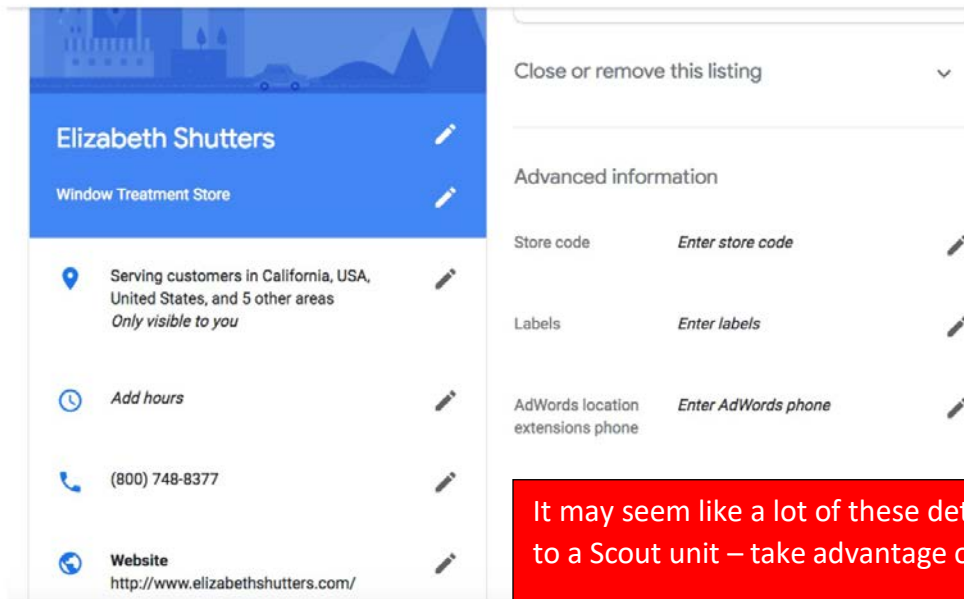 Elizabeth Shutters
Window Treatment Store
Serving customers in California, USA,
United States, and 5 other areas
Only visible to you
Add hours
(800) 748-8377
Website
http://www.elizabethshutters.com/
Close or remove this listing
Advanced information
Store code Enter store code
Labels Enter labels
AdWords location Enter AdWords phone
extensions phone
It may seem like a lot of these
to a Scout unit – take advantage